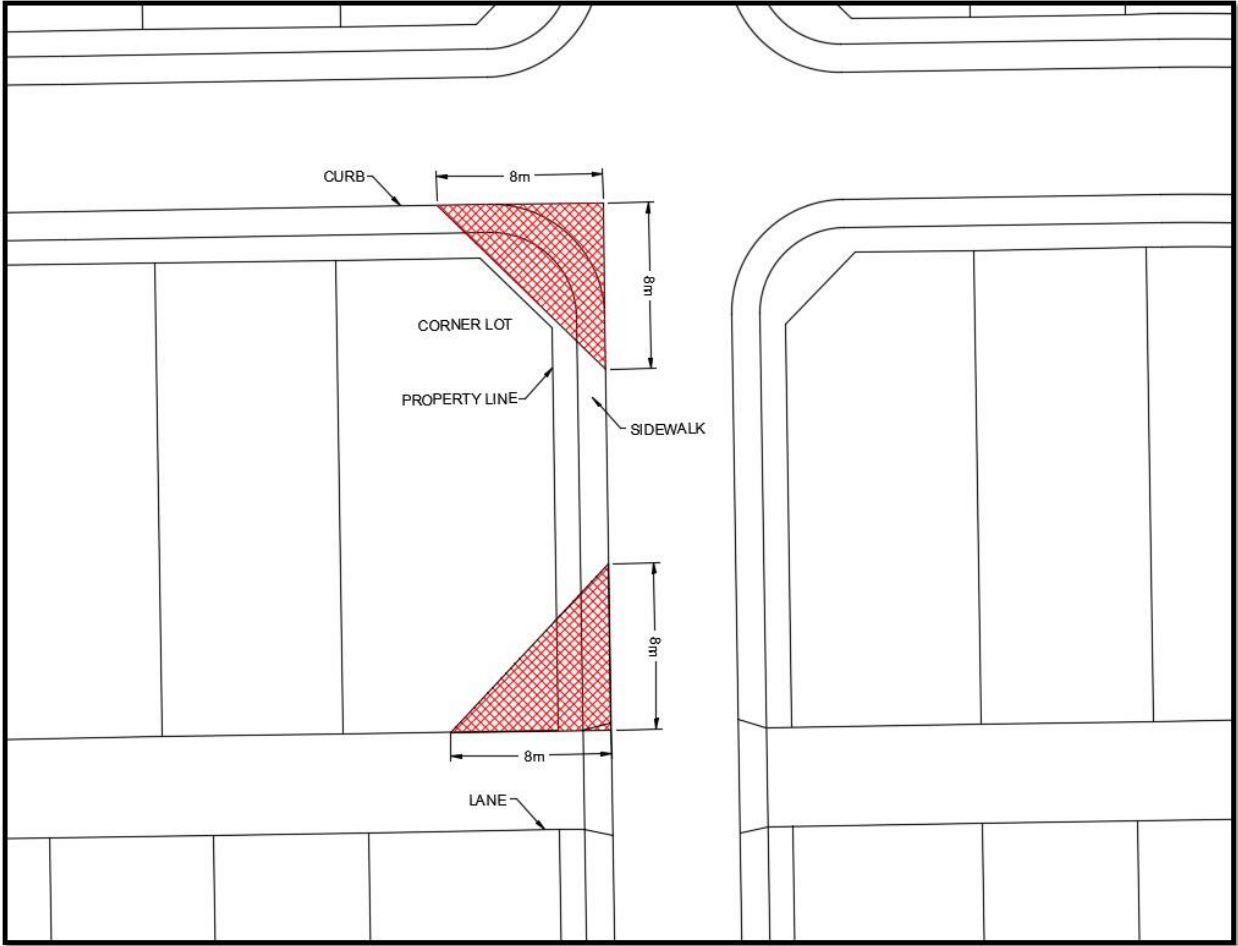 CURB
8m
8m
CORNER LOT
PROPERTY LINE
SIDEWALK
8m
8m
LANE